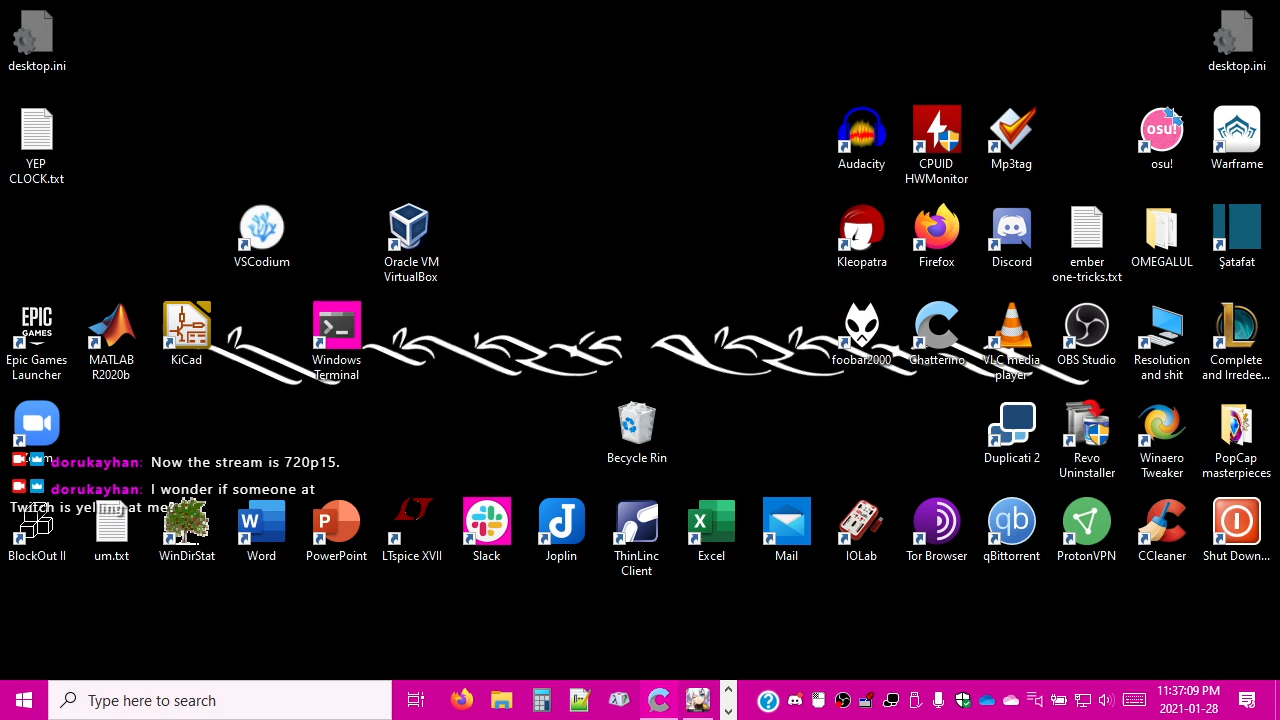 desktop.ini
desktop.ini
YEP
CLOCK.txt
Audacity
CPUID
HWMonitor
Mp3tag
osu!
osu!
Warframe
VSCodium
Oracle VM
VirtualBox
Kleopatra
Firefox
Discord
ember
one-tricks.txt
OMEGALUL
Şatafat
EPIC
GAMES
Epic Games
Launcher
MATLAB
R2020b
KiCad
Windows
Terminal
foobar2000
Chatterino
VLC media
player
OBS Studio
Resolution
and shit
Complete
and Irredee...
Becycle Rin
Duplicati 2
Revo
Uninstaller
Winaero
Tweaker
PopCap
masterpieces
dorukayhan: Now the stream is 720p15.
dorukayhan: I wonder if someone at
Twitch is yelling at me?
BlockOut II
um.txt
WinDirStat
W
Word
P
PowerPoint
LTspice XVII
Slack
J
Joplin
ThinLinc
Client
X
Excel
Mail
IOLab
Tor Browser
qb
qBittorrent
ProtonVPN
CCleaner
Shut Down...
Type here to search
11:37:09 PM
2021-01-28